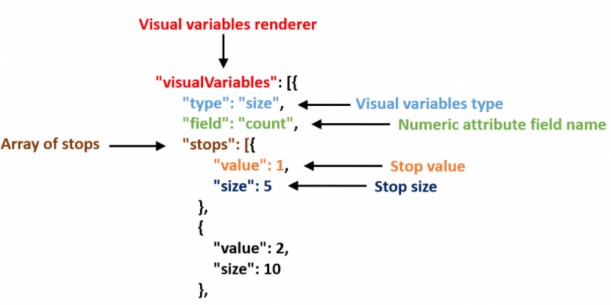 Visual variables renderer
"visualVariables": [{
"type": "size", Visual variables type
"field": "count", Numeric attribute field name
Array of stops "stops": [{
"value": 1, Stop value
"size": 5 Stop size
},
{
"value": 2,
"size": 10
},